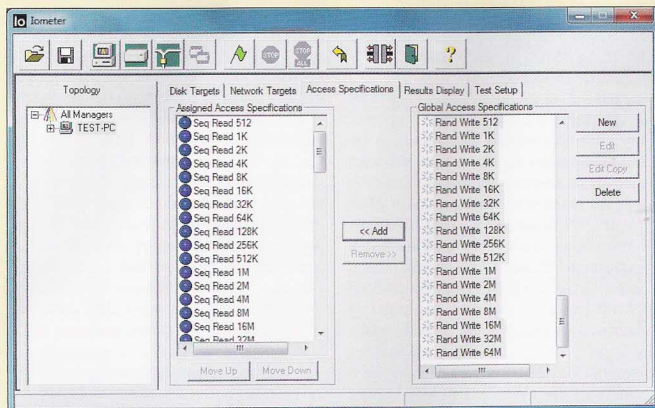 Io Iometer
STOP
STOP
ALL
?
Topology
All Managers
TEST-PC
Disk Targets
Network Targets
Access Specifications
Results Display
Test Setup
Assigned Access Specifications
Seq Read 512
Seq Read 1K
Seq Read 2K
Seq Read 4K
Seq Read 8K
Seq Read 16K
Seq Read 32K
Seq Read 64K
Seq Read 128K
Seq Read 256K
Seq Read 512K
Seq Read 1M
Seq Read 2M
Seq Read 4M
Seq Read 8M
Seq Read 16M
Seq Read 32M
Move Up
Move Down
<< Add
Remove >>
Global Access Specifications
Rand Write 512
Rand Write 1K
Rand Write 2K
Rand Write 4K
Rand Write 8K
Rand Write 16K
Rand Write 32K
Rand Write 64K
Rand Write 128K
Rand Write 256K
Rand Write 512K
Rand Write 1M
Rand Write 2M
Rand Write 4M
Rand Write 8M
Rand Write 16M
Rand Write 32M
Rand Write 64M
New
Edit
Edit Copy
Delete